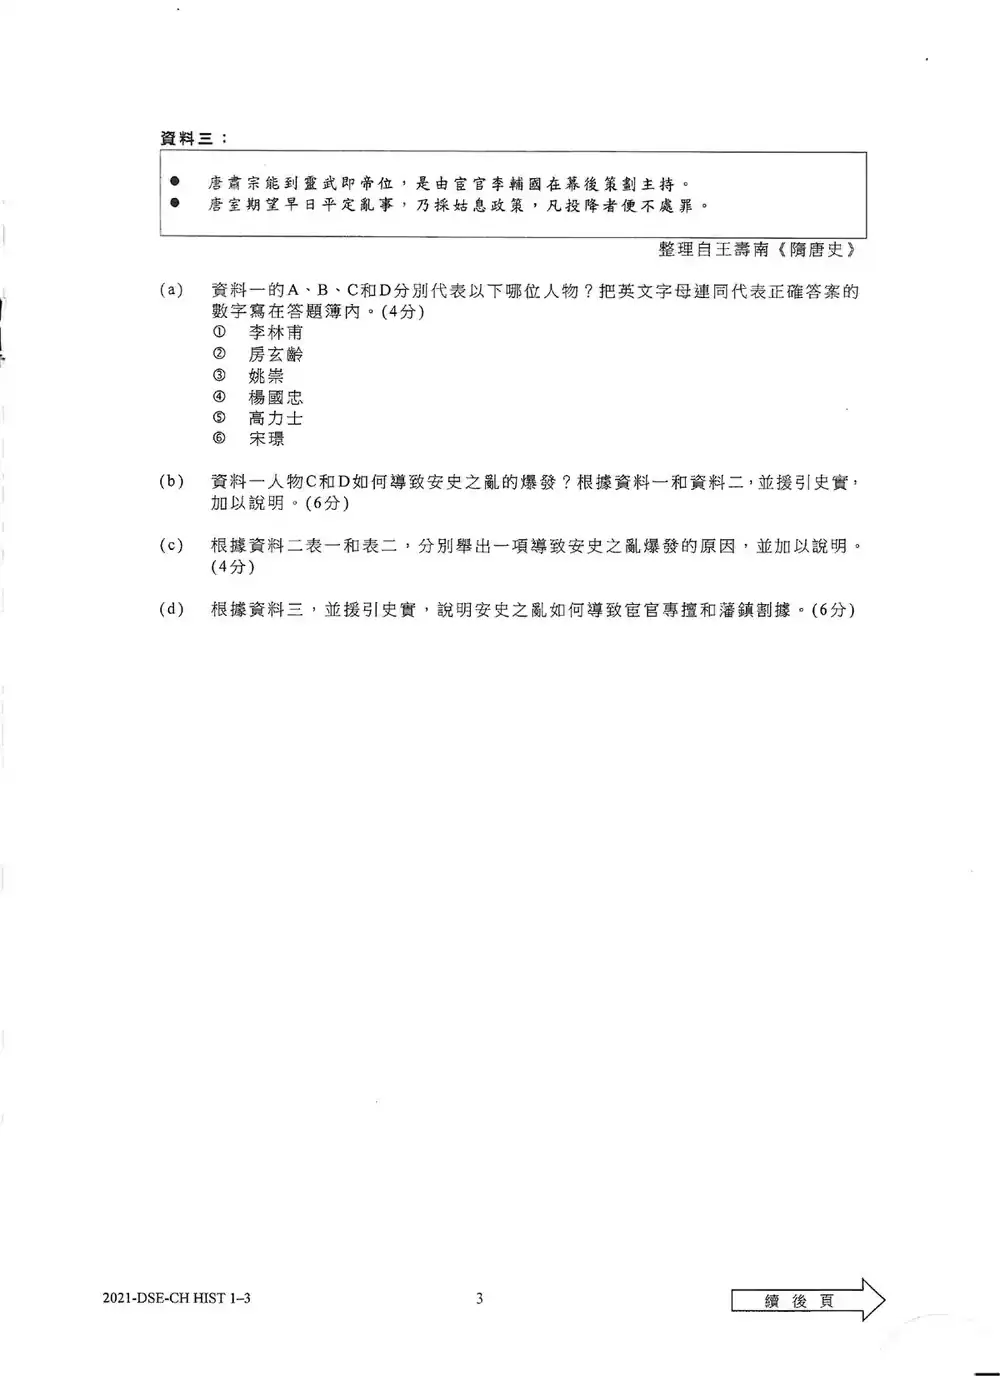 資料三：
● 唐肅宗能到靈武即帝位，是由宦官李輔國在幕後策劃主持。
● 唐室期望早日平定亂事，乃採姑息政策，凡投降者便不處罪。
整理自王壽南《隋唐史》
(a) 資料一的A、B、C和D分別代表以下哪位人物？把英文字母連同代表正確答案的
數字寫在答題簿內。(4分)
① 李林甫
② 房玄齡
③ 姚崇
④ 楊國忠
⑤ 高力士
⑥ 宋璟
(b) 資料一人物C和D如何導致安史之亂的爆發？根據資料一和資料二，並援引史實，
加以說明。(6分)
(c) 根據資料二表一和表二，分別舉出一項導致安史之亂爆發的原因，並加以說明。
(4分)
(d) 根據資料三，並援引史實，說明安史之亂如何導致宦官專擅和藩鎮割據。(6分)
2021-DSE-CH HIST 1–3
3
續後頁